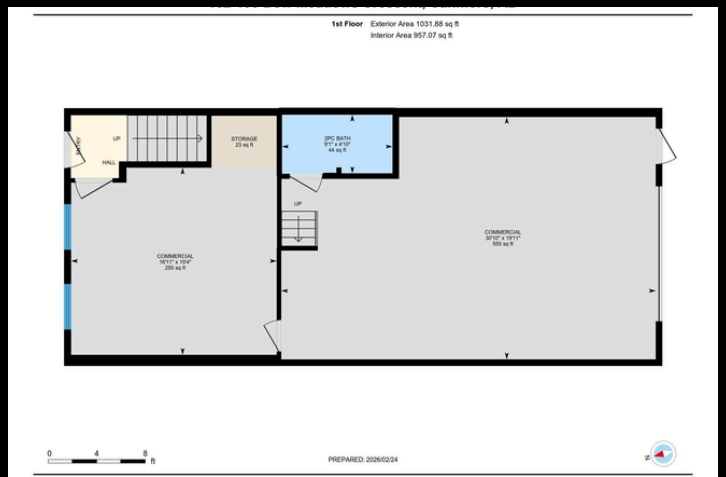 1st Floor Exterior Area 1031.88 sq ft
Interior Area 957.07 sq ft
ENTRY
UP
HALL
STORAGE
23 sq ft
2PC BATH
9'1" x 4'10"
44 sq ft
UP
COMMERCIAL
16'11" x 15'4"
255 sq ft
COMMERCIAL
30'10" x 19'11"
555 sq ft
0 4 8
ft
PREPARED: 2026/02/24
N